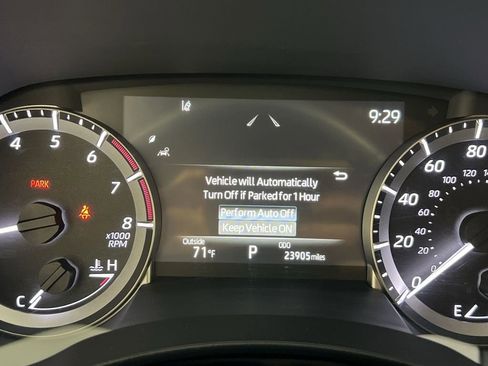 9:29
4 5 6 7 8
x1000
RPM
PARK
Vehicle will Automatically
Turn Off if Parked for 1 Hour
Perform Auto Off
Keep Vehicle ON
Outside
71°F
P
ODO
23905 miles
C H
0 20 40 60 80
0 20 40 60 80 100 120
E